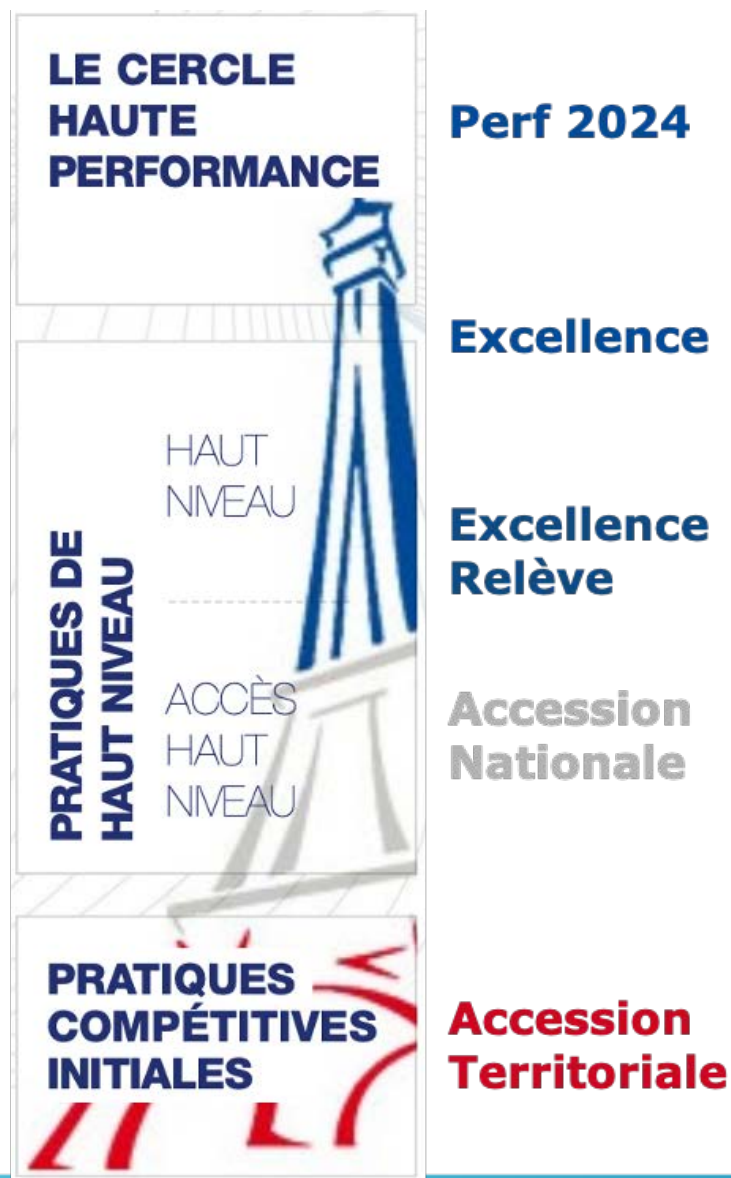 LE CERCLE
HAUTE
PERFORMANCE
Perf 2024
Excellence
PRATIQUES DE
HAUT NIVEAU
HAUT
NIVEAU
Excellence
Relève
ACCÈS
HAUT
NIVEAU
Accession
Nationale
PRATIQUES
COMPÉTITIVES
INITIALES
Accession
Territoriale